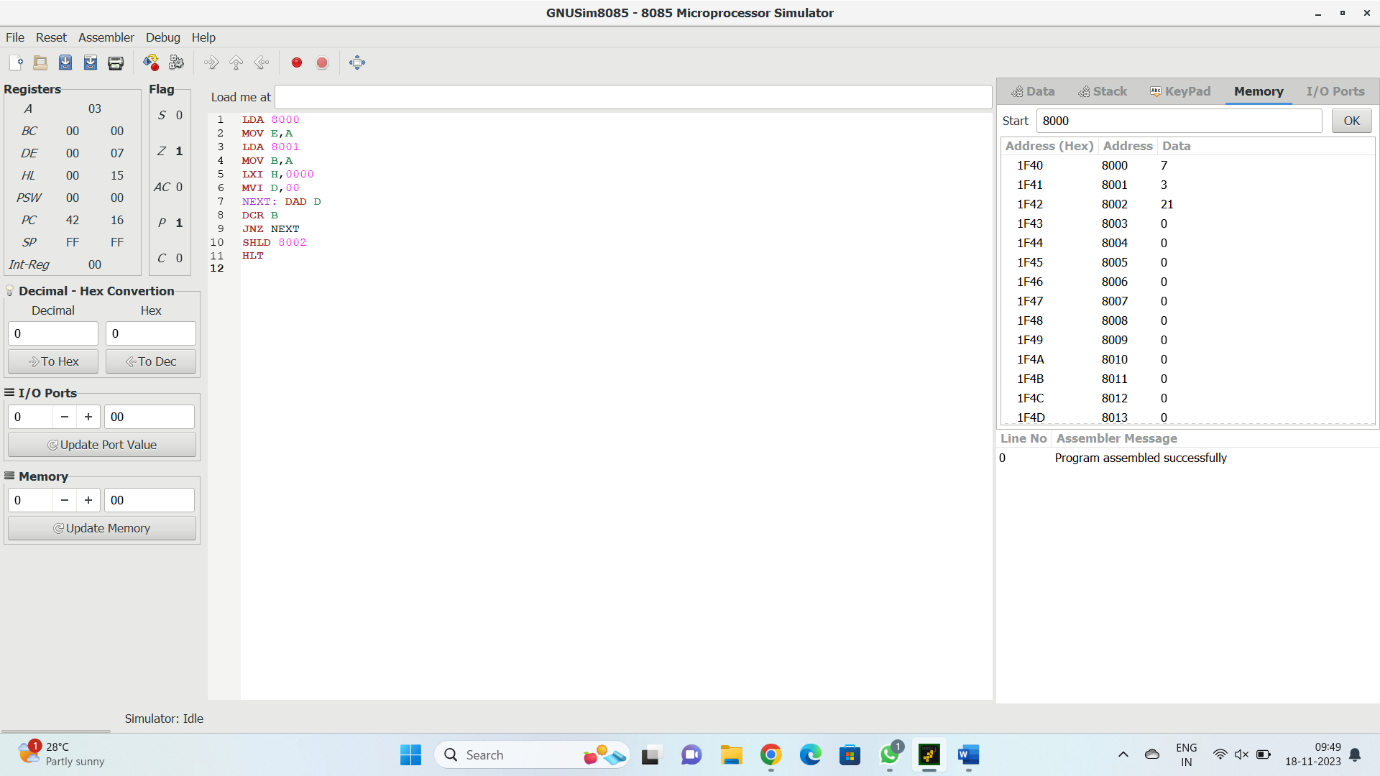 GNUSim8085 - 8085 Microprocessor Simulator
File Reset Assembler Debug Help
Registers
A 03
BC 00 00
DE 00 07
HL 00 15
PSW 00 00
PC 42 16
SP FF FF
Int-Reg 00
Flag
S 0
Z 1
AC 0
P 1
C 0
Decimal - Hex Convertion
Decimal Hex
0 0
To Hex To Dec
I/O Ports
0 − + 00
Update Port Value
Memory
0 − + 00
Update Memory
Load me at
1 LDA 8000
2 MOV E,A
3 LDA 8001
4 MOV B,A
5 LXI H,0000
6 MVI D,00
7 NEXT: DAD D
8 DCR B
9 JNZ NEXT
10 SHLD 8002
11 HLT
12
Data Stack KeyPad Memory I/O Ports
Start 8000 OK
Address (Hex) Address Data
1F40 8000 7
1F41 8001 3
1F42 8002 21
1F43 8003 0
1F44 8004 0
1F45 8005 0
1F46 8006 0
1F47 8007 0
1F48 8008 0
1F49 8009 0
1F4A 8010 0
1F4B 8011 0
1F4C 8012 0
1F4D 8013 0
Line No Assembler Message
0 Program assembled successfully
Simulator: Idle
1 28°C
Partly sunny
Search
1
ENG
IN
09:49
18-11-2023